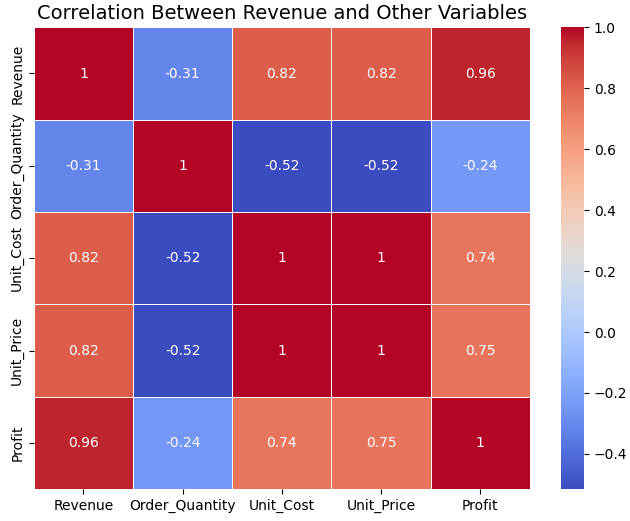 Correlation Between Revenue and Other Variables
Revenue 1 -0.31 0.82 0.82 0.96
Order_Quantity -0.31 1 -0.52 -0.52 -0.24
Unit_Cost 0.82 -0.52 1 1 0.74
Unit_Price 0.82 -0.52 1 1 0.75
Profit 0.96 -0.24 0.74 0.75 1
Revenue Order_Quantity Unit_Cost Unit_Price Profit
1.0
0.8
0.6
0.4
0.2
0.0
−0.2
−0.4